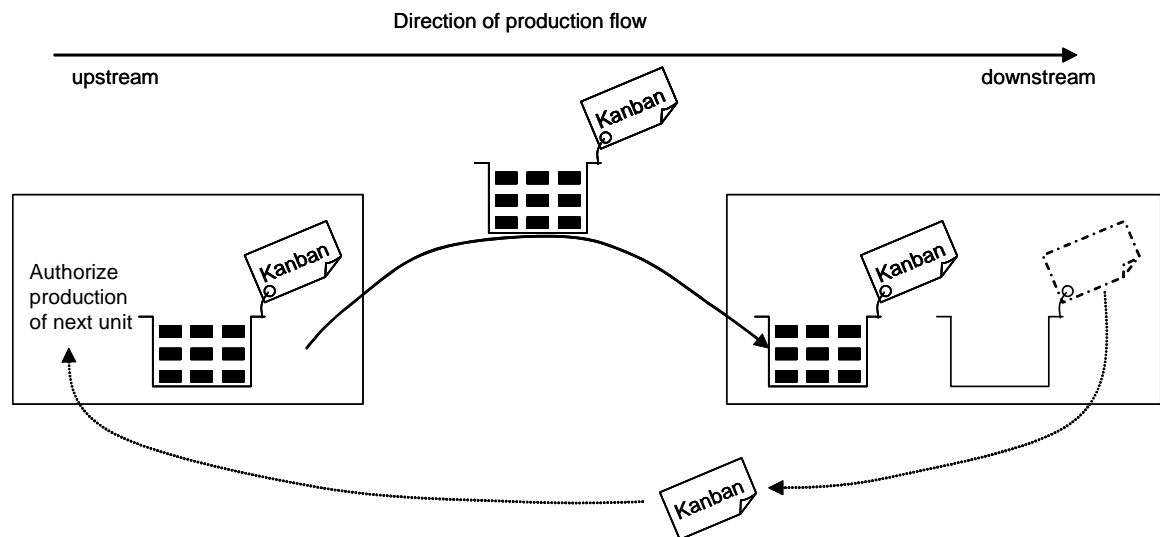 Direction of production flow
upstream
downstream
Kanban
Kanban
Kanban
Authorize
production
of next unit
Kanban